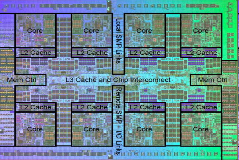 Core
Core
Core
Core
Local SMP Links
L2 Cache
L2 Cache
L2 Cache
L2 Cache
Mem Ctrl
L3 Cache and Chip Interconnect
Mem Ctrl
L2 Cache
L2 Cache
L2 Cache
L2 Cache
Core
Core
Core
Core
Remote SMP + I/O Links